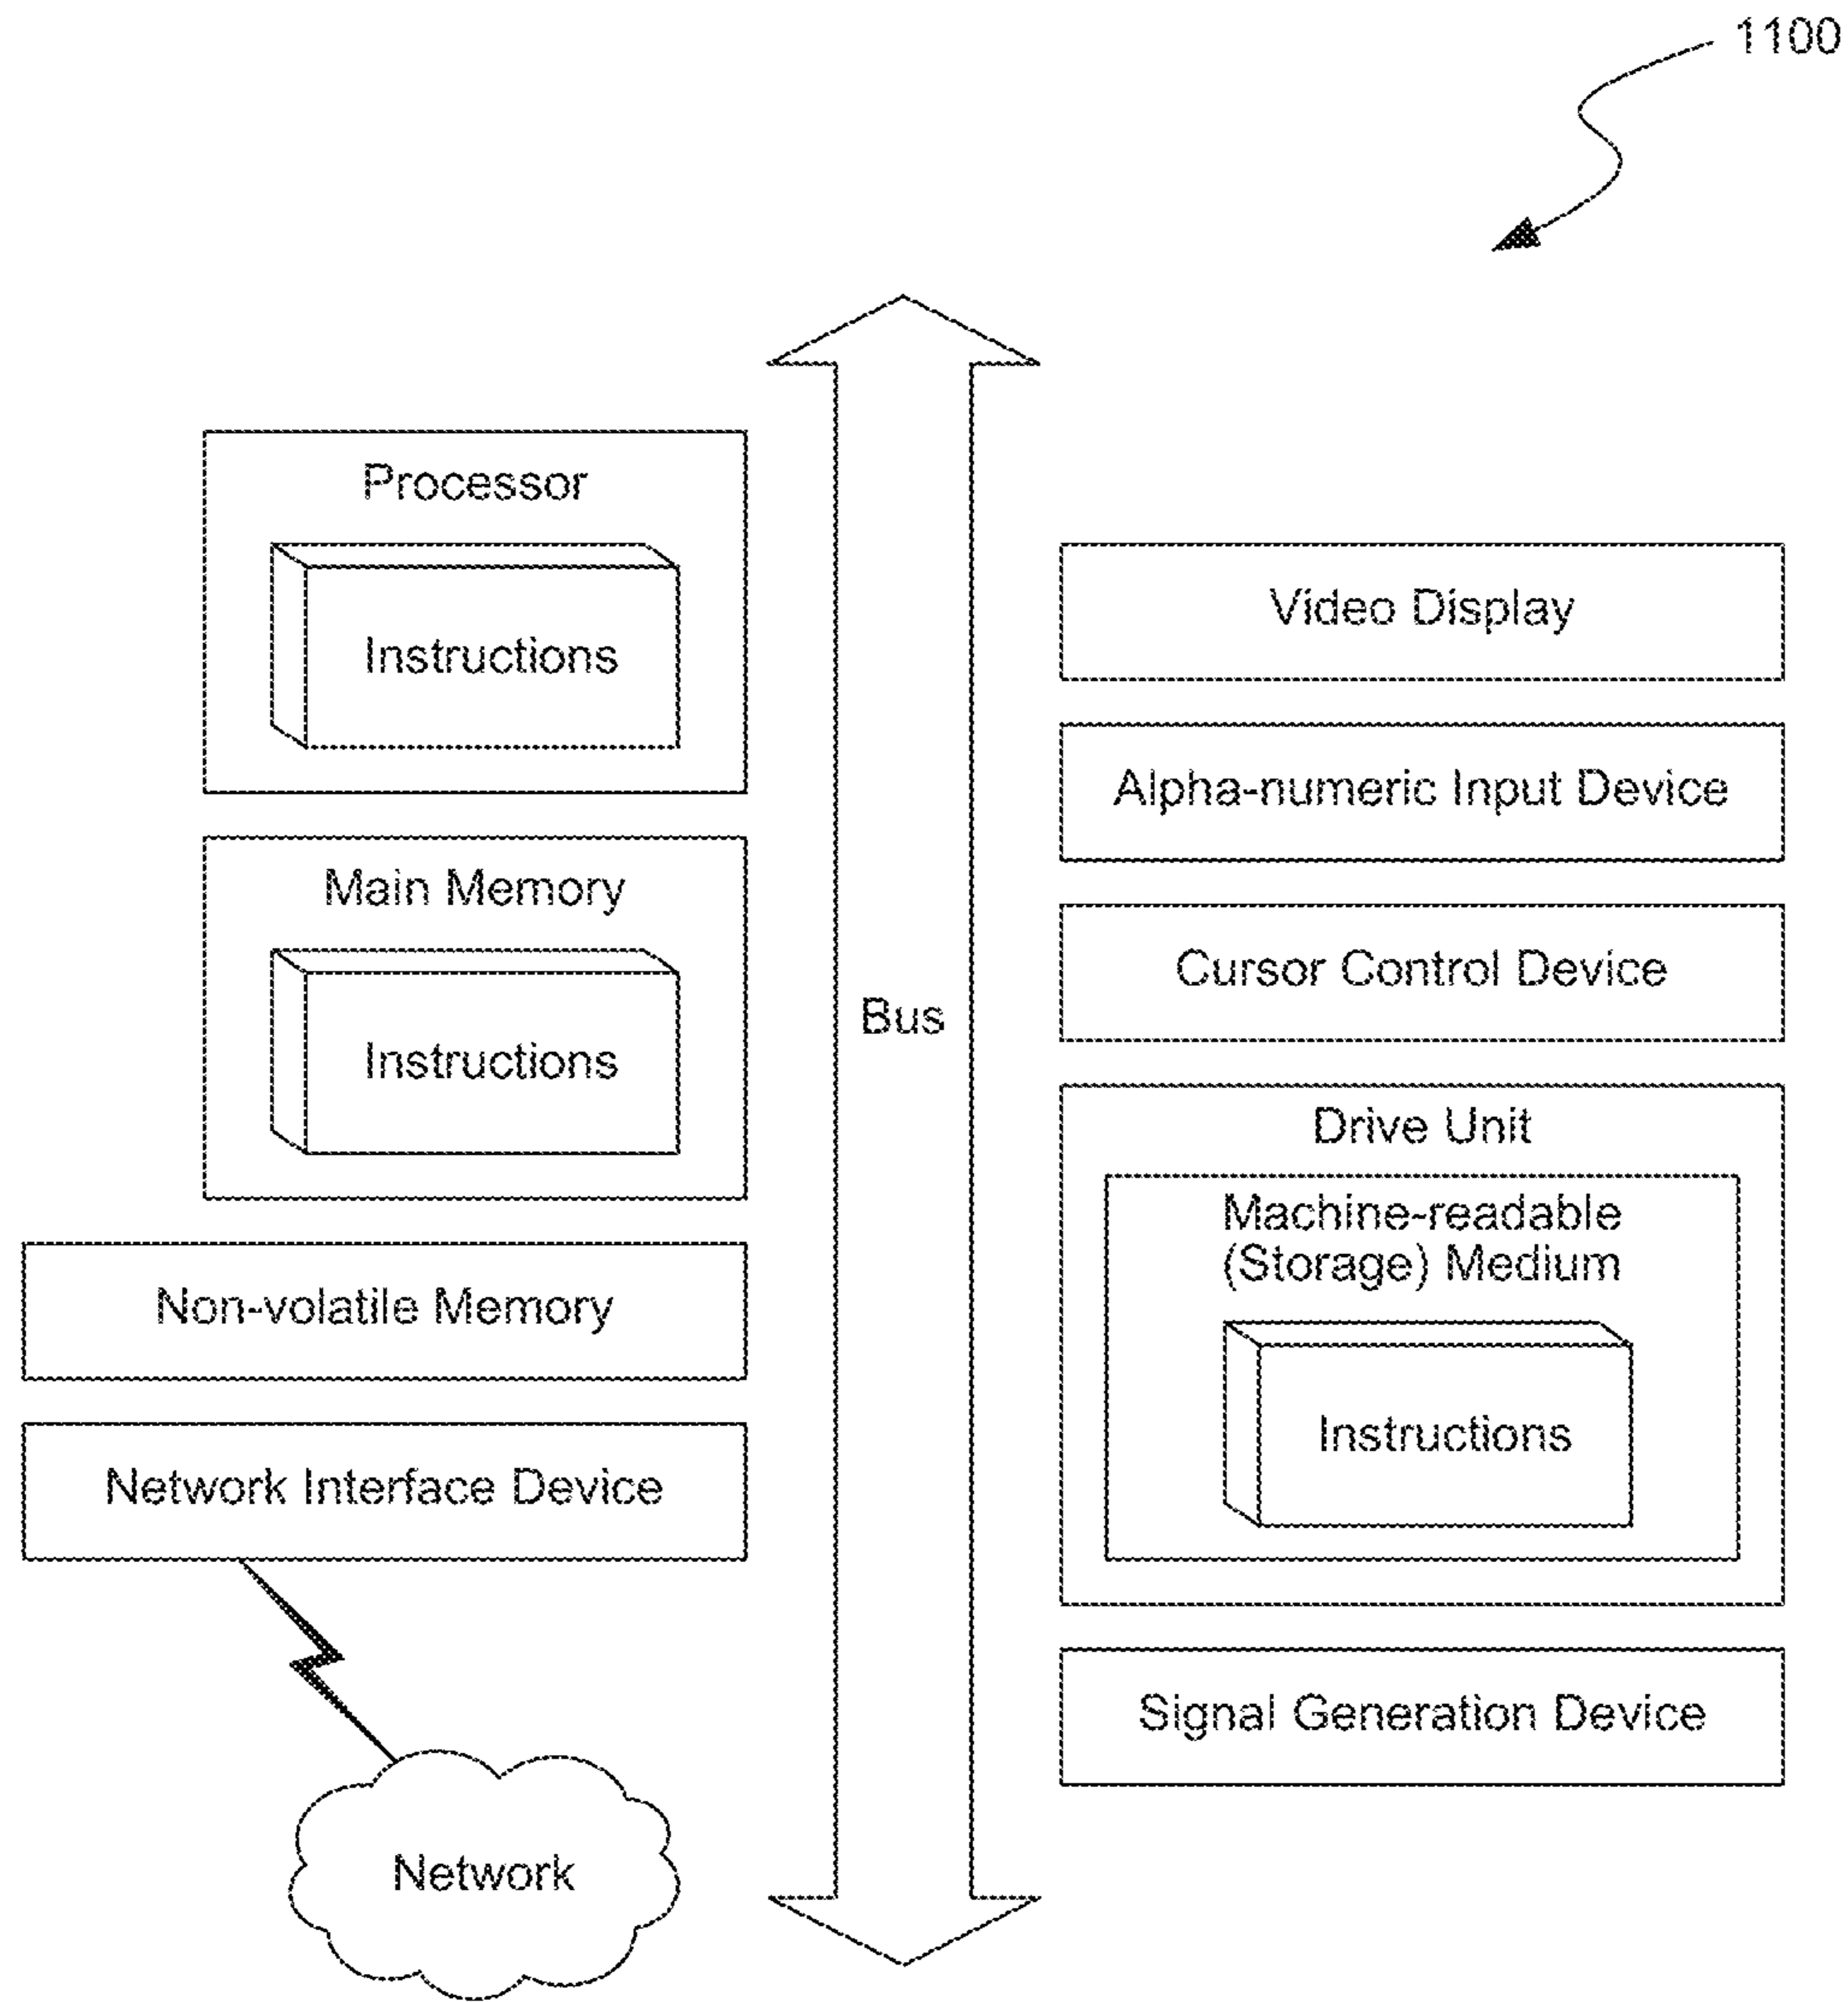 1100
Processor
Instructions
Main Memory
Instructions
Non-volatile Memory
Network Interface Device
Network
Bus
Video Display
Alpha-numeric Input Device
Cursor Control Device
Drive Unit
Machine-readable
(Storage) Medium
Instructions
Signal Generation Device